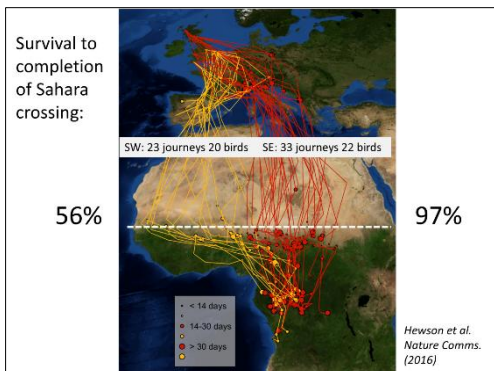 Survival to
completion
of Sahara
crossing:
SW: 23 journeys 20 birds
SE: 33 journeys 22 birds
56%
97%
< 14 days
14-30 days
> 30 days
Hewson et al.
Nature Comms.
(2016)